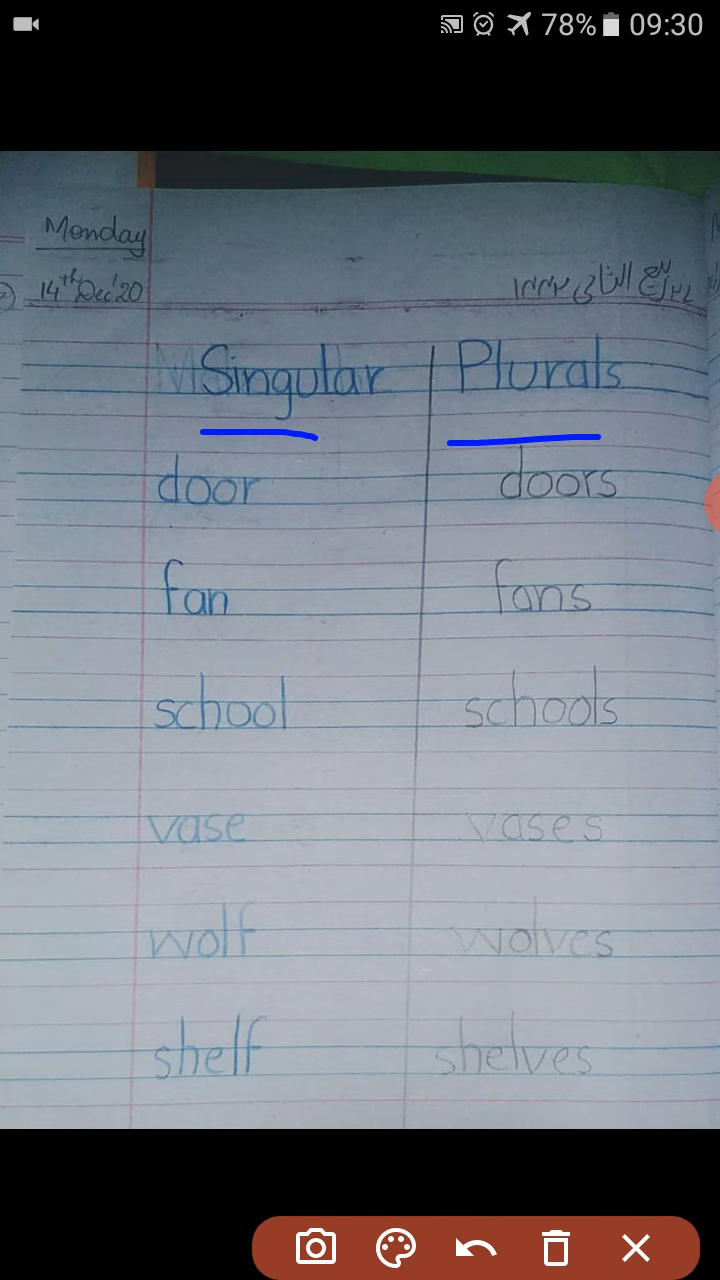 78% 09:30
Monday
14th Dec'20
Singular | Plurals
door doors
fan fans
school schools
vase vases
wolf wolves
shelf shelves